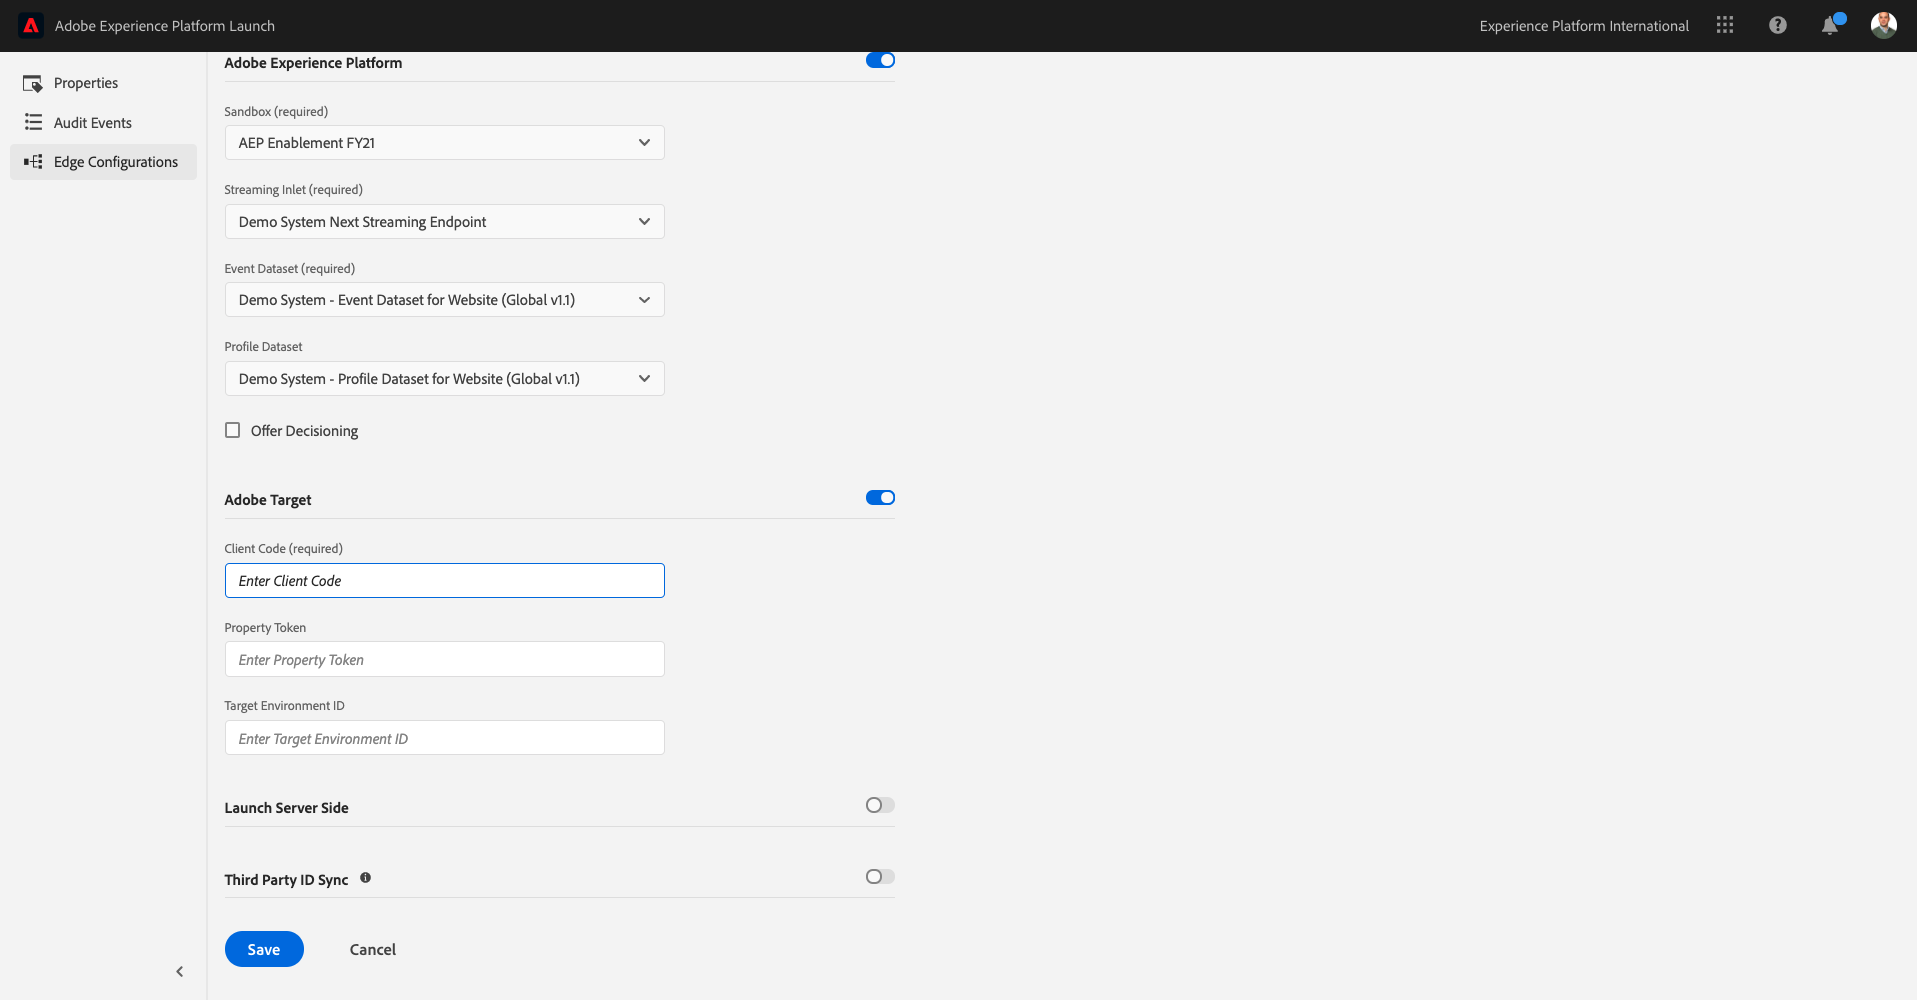 Adobe Experience Platform Launch
Experience Platform International
Properties
Audit Events
Edge Configurations
Adobe Experience Platform
Sandbox (required)
AEP Enablement FY21
Streaming Inlet (required)
Demo System Next Streaming Endpoint
Event Dataset (required)
Demo System - Event Dataset for Website (Global v1.1)
Profile Dataset
Demo System - Profile Dataset for Website (Global v1.1)
Offer Decisioning
Adobe Target
Client Code (required)
Enter Client Code
Property Token
Enter Property Token
Target Environment ID
Enter Target Environment ID
Launch Server Side
Third Party ID Sync
Save
Cancel